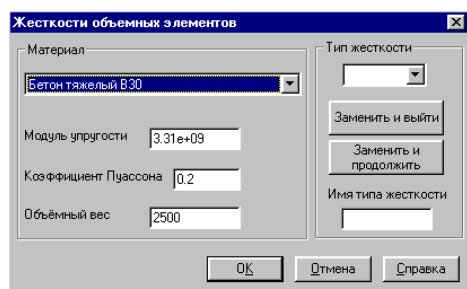 Жесткости объемных элементов
Материал
Бетон тяжелый B30
Модуль упругости 3.31e+09
Коэффициент Пуассона 0.2
Объёмный вес 2500
Тип жесткости
Заменить и выйти
Заменить и
продолжить
Имя типа жесткости
OK Отмена Справка